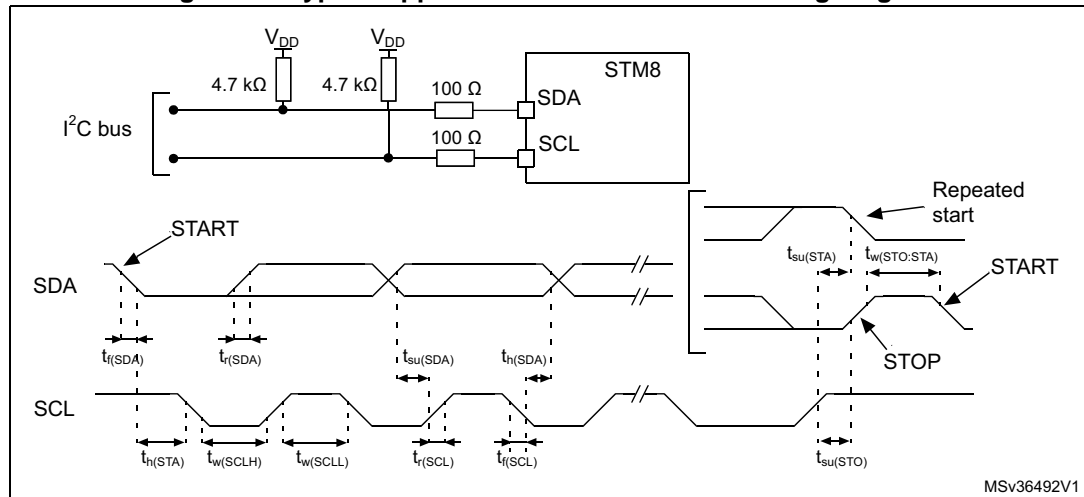 V_DD V_DD
STM8
4.7 kΩ 4.7 kΩ
100 Ω
SDA
I²C bus
100 Ω
SCL
Repeated
start
START
t_su(STA) t_w(STO:STA)
START
SDA
t_f(SDA) t_r(SDA) t_su(SDA) t_h(SDA)
STOP
SCL
t_h(STA) t_w(SCLH) t_w(SCLL) t_r(SCL) t_f(SCL) t_su(STO)
MSv36492V1